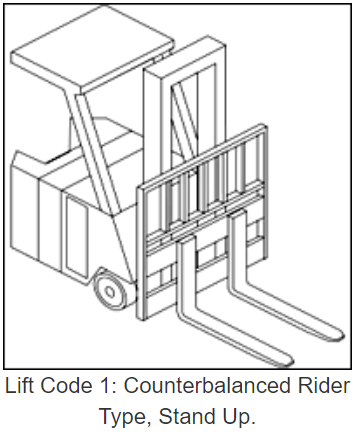 Lift Code 1: Counterbalanced Rider
Type, Stand Up.